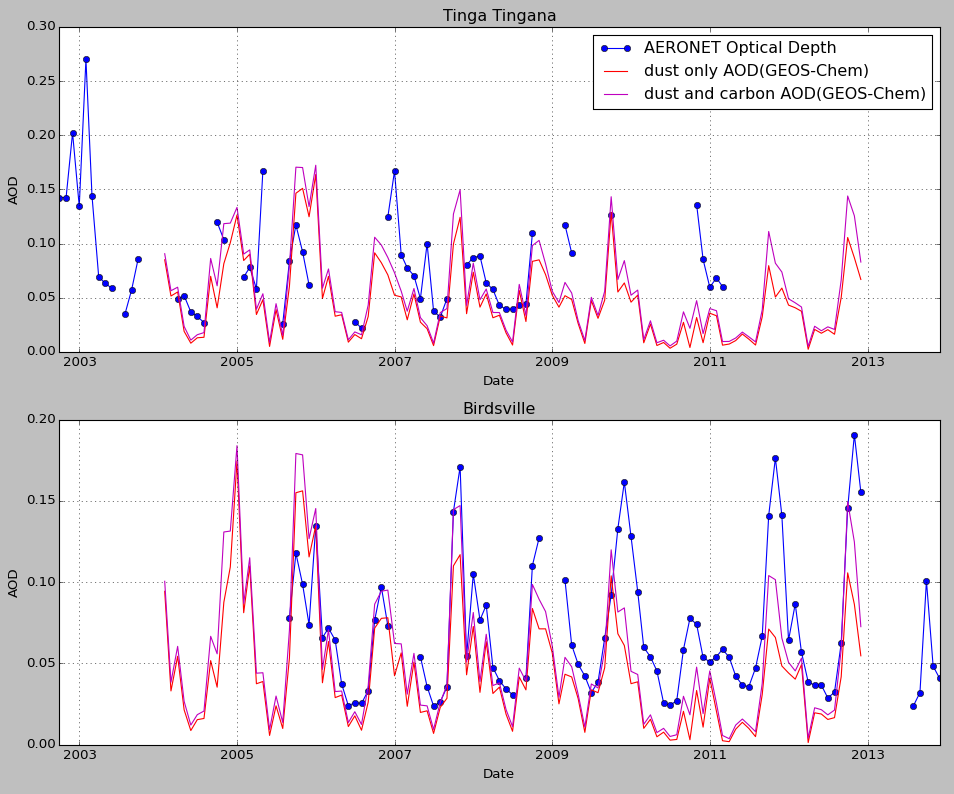 Tinga Tingana
0.30
0.25
0.20
0.15
0.10
0.05
0.00
AOD
AERONET Optical Depth
dust only AOD(GEOS-Chem)
dust and carbon AOD(GEOS-Chem)
2003 2005 2007 2009 2011 2013
Date
Birdsville
0.20
0.15
0.10
0.05
0.00
AOD
2003 2005 2007 2009 2011 2013
Date